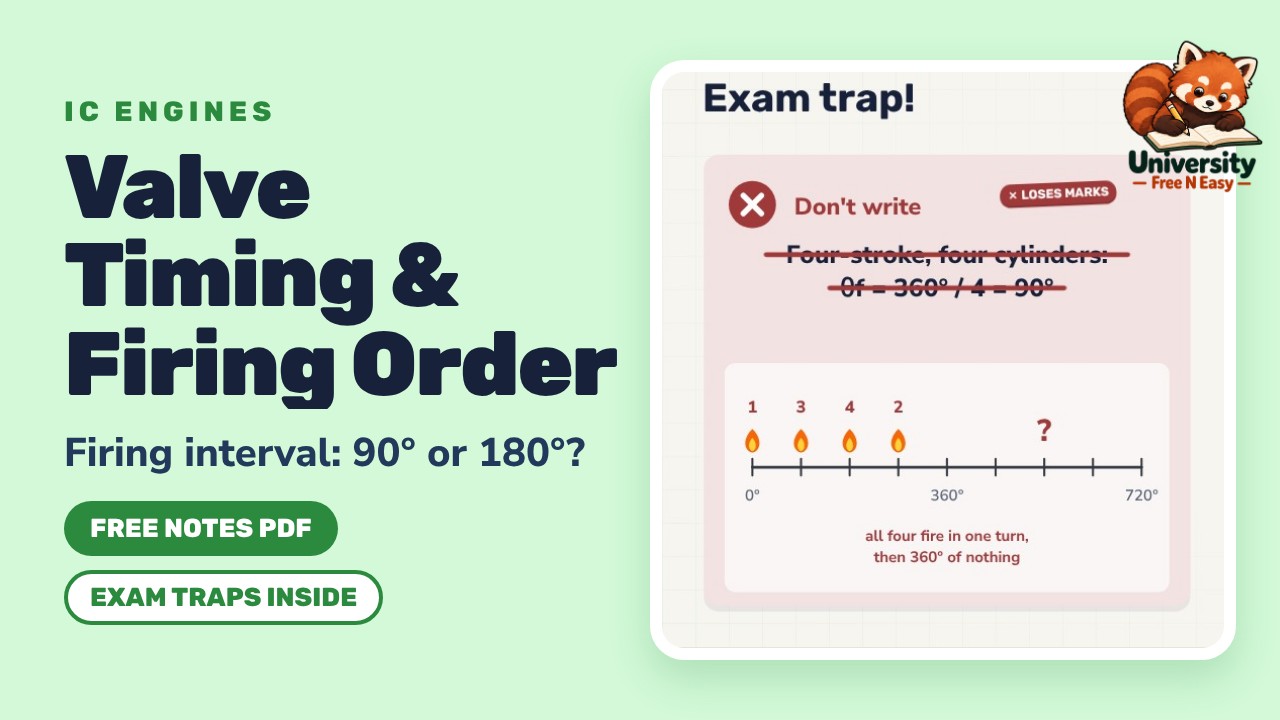 IC ENGINES
Valve
Timing &
Firing Order
Firing interval: 90° or 180°?
FREE NOTES PDF
EXAM TRAPS INSIDE
Exam trap!
University
Free N Easy
× LOSES MARKS
Don't write
Four-stroke, four cylinders:
θf = 360° / 4 = 90°
1 3 4 2
?
0° 360° 720°
all four fire in one turn,
then 360° of nothing